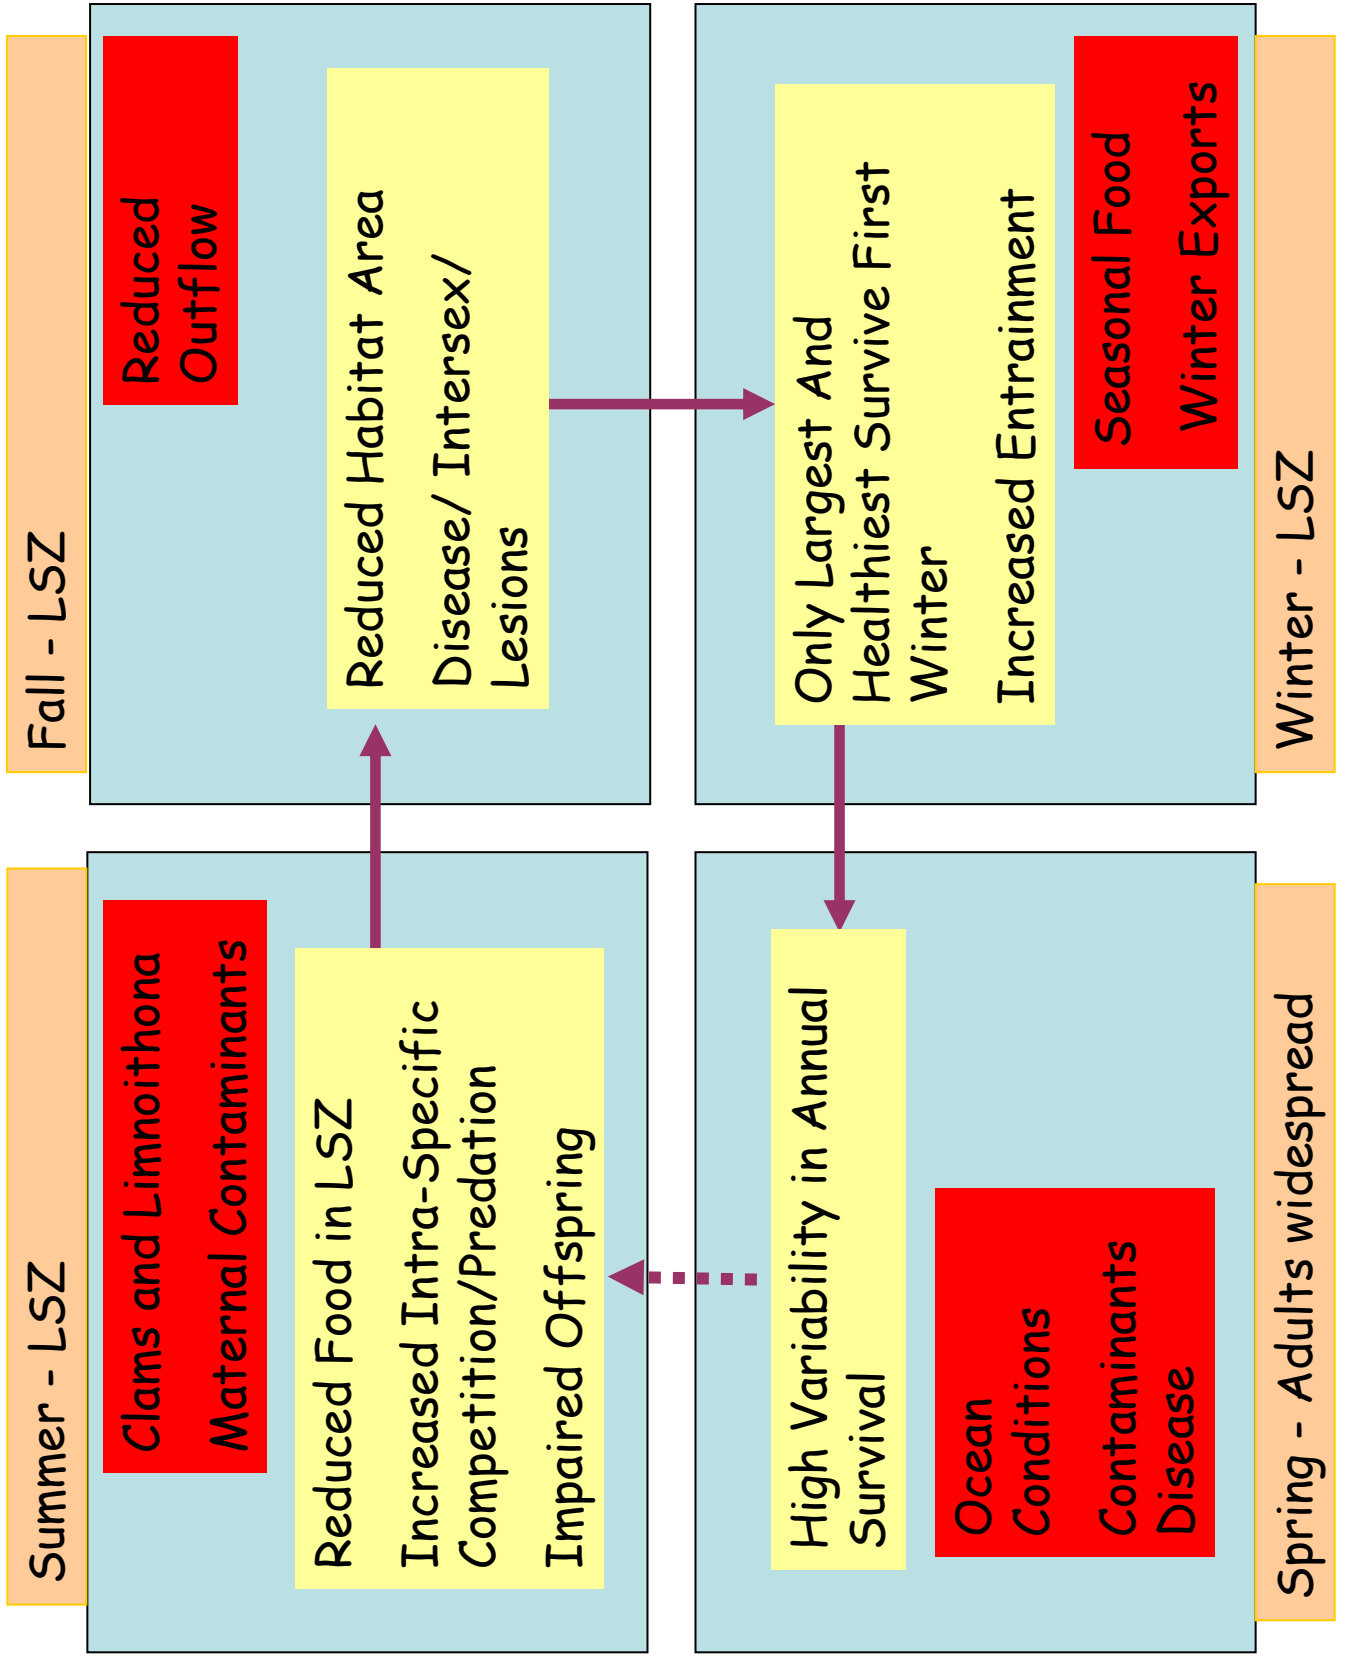 Summer - LSZ
Clams and Limnoithona
Maternal Contaminants
Reduced Food in LSZ
Increased Intra-Specific
Competition/Predation
Impaired Offspring
Fall - LSZ
Reduced
Outflow
Reduced Habitat Area
Disease/ Intersex/
Lesions
High Variability in Annual
Survival
Ocean
Conditions
Contaminants
Disease
Spring - Adults widespread
Only Largest And
Healthiest Survive First
Winter
Increased Entrainment
Seasonal Food
Winter Exports
Winter - LSZ